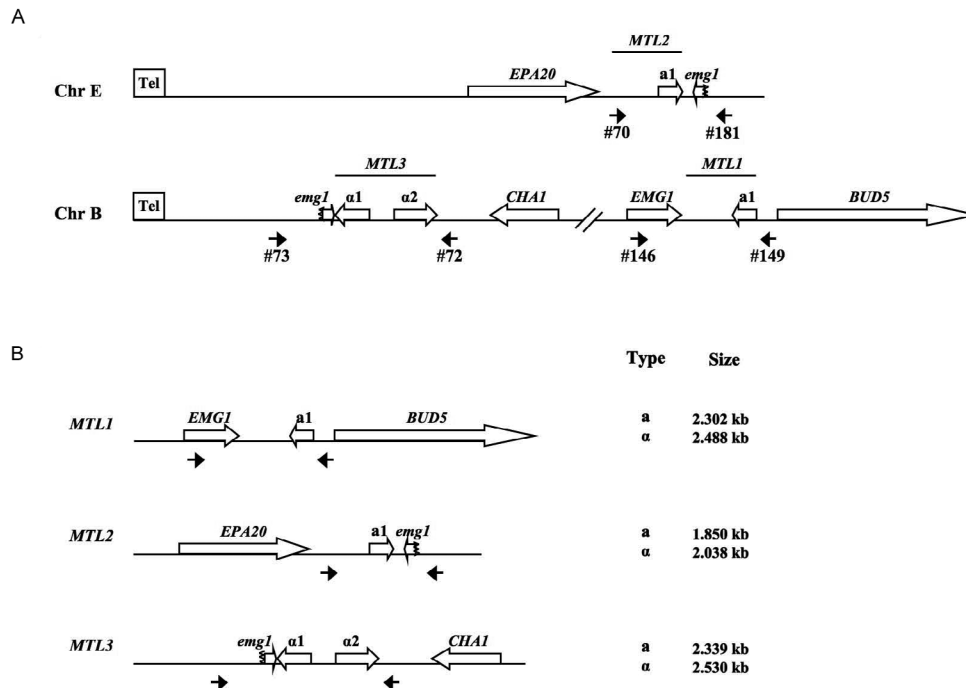 A
MTL2
EPA20 a1 emg1
Tel
Chr E
#70 #181
MTL3 MTL1
emg1 α1 α2 CHA1 EMG1 a1 BUD5
Tel
Chr B
#73 #72 #146 #149
B
Type Size
MTL1 EMG1 a1 BUD5 a 2.302 kb
α 2.488 kb
MTL2 EPA20 a1 emg1 a 1.850 kb
α 2.038 kb
MTL3 emg1 α1 α2 CHA1 a 2.339 kb
α 2.530 kb